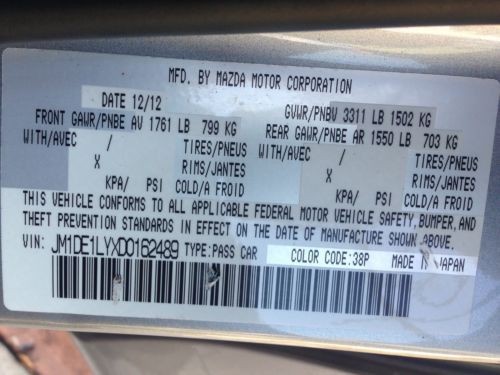 MFD. BY MAZDA MOTOR CORPORATION
DATE 12/12
GVWR/PNBV 3311 LB 1502 KG
FRONT GAWR/PNBE AV 1761 LB 799 KG
REAR GAWR/PNBE AR 1550 LB 703 KG
WITH/AVEC / TIRES/PNEUS
WITH/AVEC / TIRES/PNEUS
X RIMS/JANTES
X RIMS/JANTES
KPA/ PSI COLD/A FROID
KPA/ PSI COLD/A FROID
THIS VEHICLE CONFORMS TO ALL APPLICABLE FEDERAL MOTOR VEHICLE SAFETY, BUMPER, AND
THEFT PREVENTION STANDARDS IN EFFECT ON THE DATE OF MANUFACTURE SHOWN ABOVE.
VIN: JM1DE1LYXD0162489 TYPE:PASS CAR COLOR CODE:38P MADE IN JAPAN